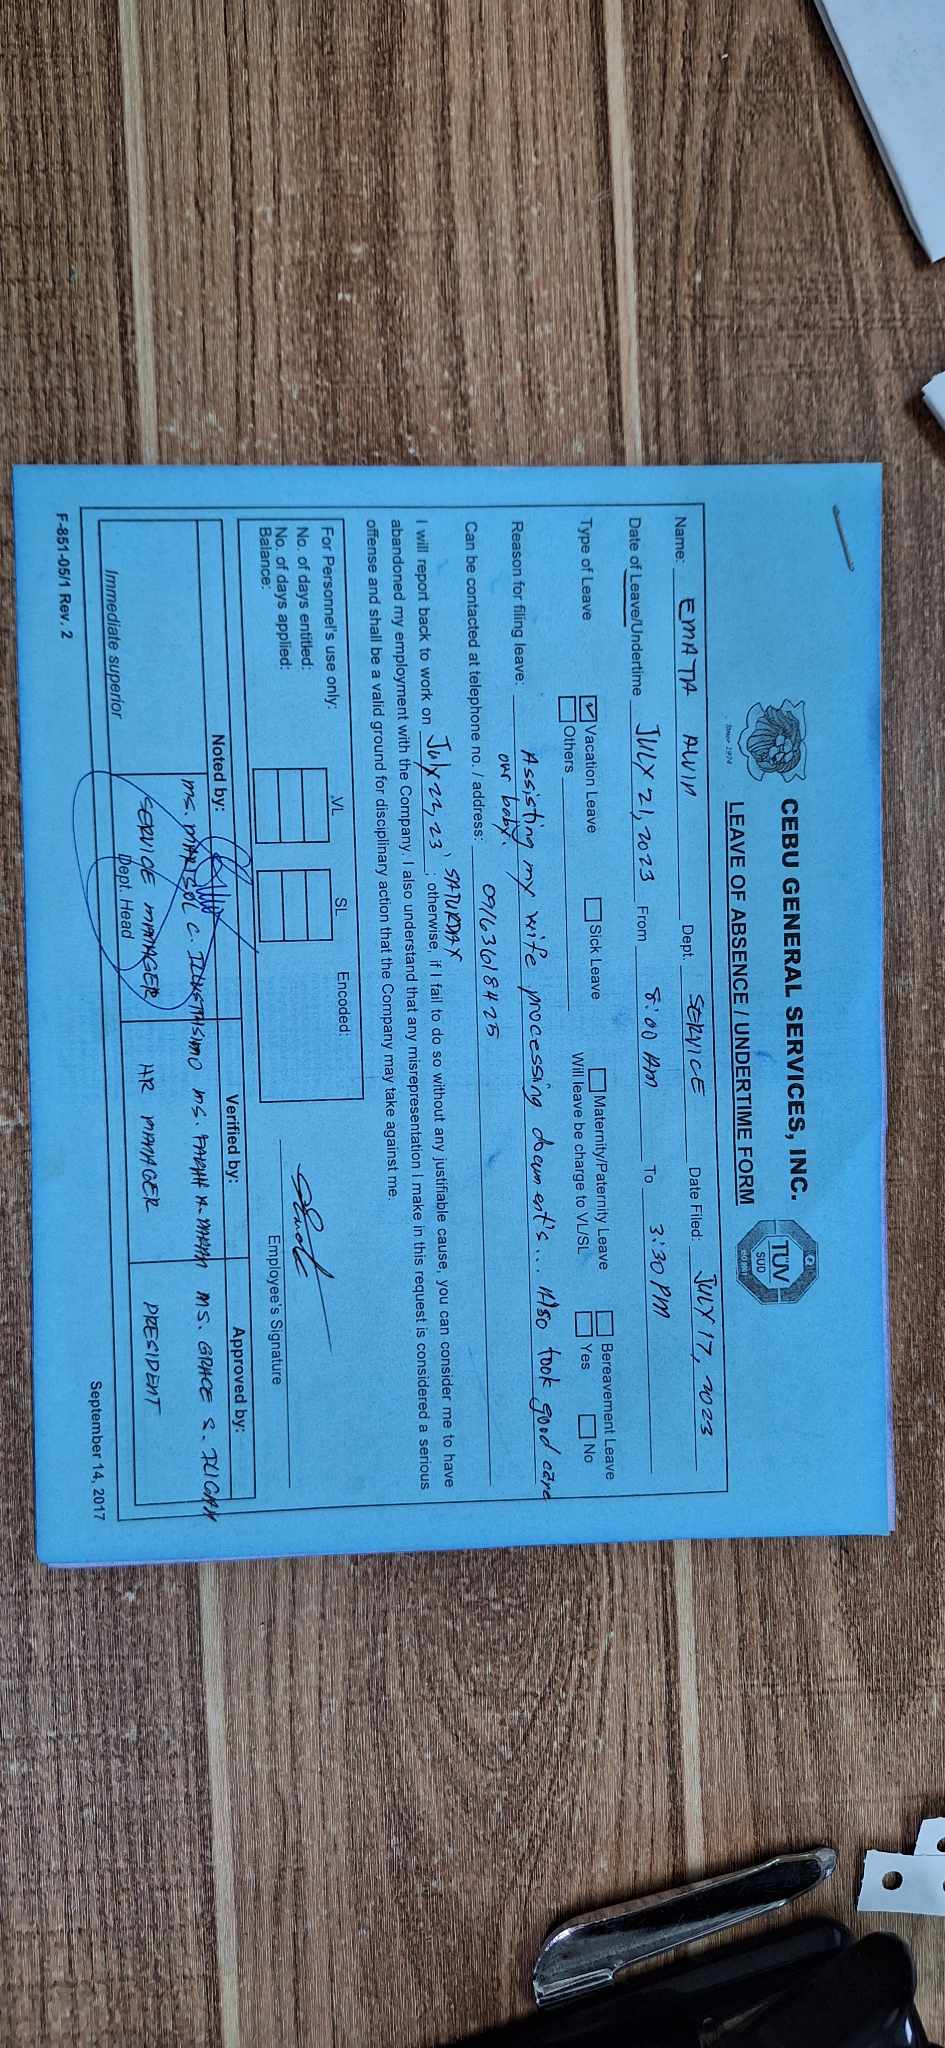 CEBU GENERAL SERVICES, INC.
Since 1974
LEAVE OF ABSENCE / UNDERTIME FORM
Q
TÜV
SUD
ISO 9001
Name: EMATA ALVIN Dept. SERVICE Date Filed: JULY 17, 2023
Date of Leave/Undertime JULY 21, 2023 From 8:00 AM To 3:30 PM
Type of Leave Vacation Leave Sick Leave Maternity/Paternity Leave Bereavement Leave
Others Will leave be charge to VL/SL Yes No
Reason for filing leave: Assisting my wife processing document's... Also took good care
our baby.
Can be contacted at telephone no. / address: 09163618425
I will report back to work on July 22, 23' SATURDAY ; otherwise, if I fail to do so without any justifiable cause, you can consider me to have
abandoned my employment with the Company. I also understand that any misrepresentation I make in this request is considered a serious
offense and shall be a valid ground for disciplinary action that the Company may take against me.
For Personnel's use only: VL SL Encoded:
No. of days entitled:
No. of days applied:
Balance:
Employee's Signature
Noted by: Verified by: Approved by:
MS. MARISOL C. MS. FARAH A. MS. GRACE S. ILIGAN
SERVICE MANAGER HR MANAGER PRESIDENT
Immediate superior Dept. Head
September 14, 2017
F-851-05/1 Rev. 2